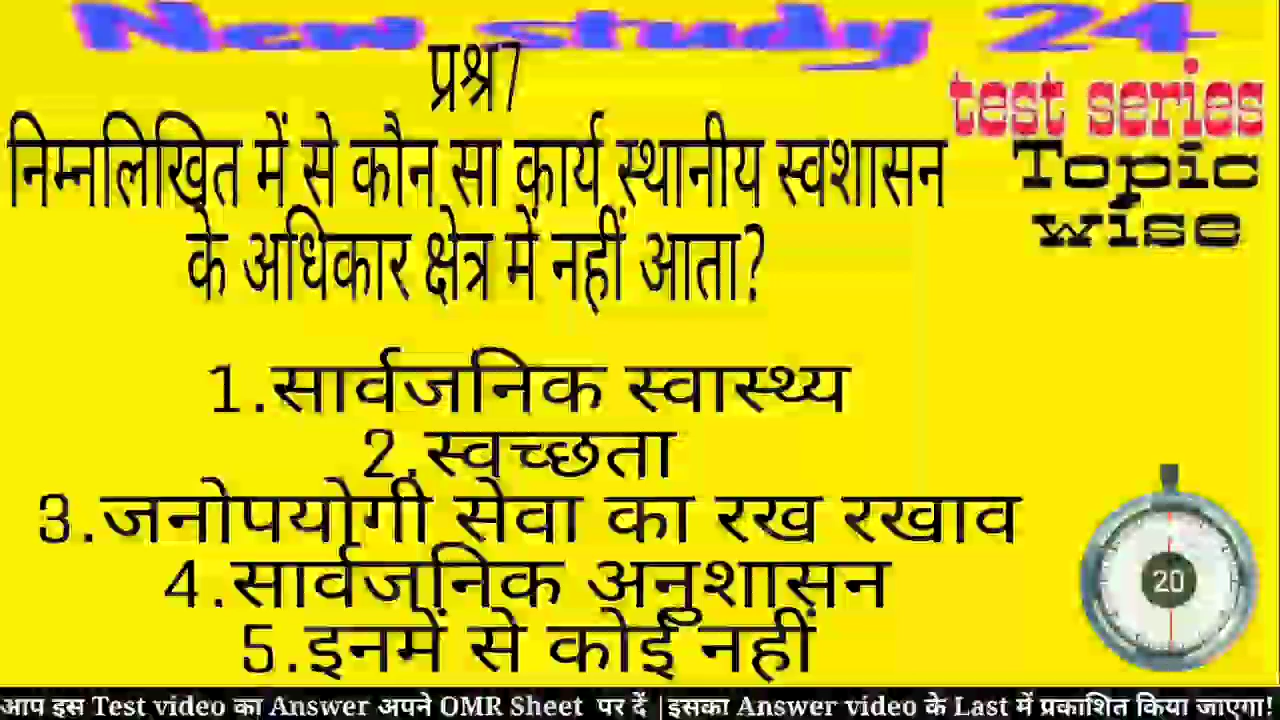 New study 24
प्रश्न7
test series
Topic
wise
निम्नलिखित में से कौन सा कार्य स्थानीय स्वशासन
के अधिकार क्षेत्र में नहीं आता?
1.सार्वजनिक स्वास्थ्य
2.स्वच्छता
3.जनोपयोगी सेवा का रख रखाव
4.सार्वजनिक अनुशासन
5.इनमें से कोई नहीं
20
आप इस Test video का Answer अपने OMR Sheet पर दें |इसका Answer video के Last में प्रकाशित किया जाएगा!